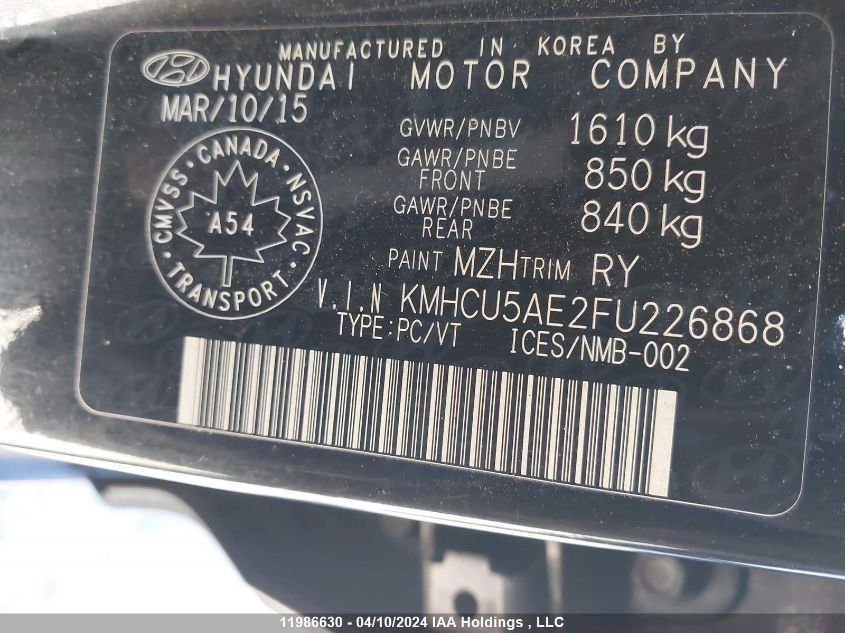 MANUFACTURED IN KOREA BY
HYUNDAI MOTOR COMPANY
MAR/10/15
GVWR/PNBV 1610 kg
GAWR/PNBE FRONT 850 kg
GAWR/PNBE REAR 840 kg
CMVSS · CANADA · NSVAC · TRANSPORT ·
A54
PAINT MZH TRIM RY
V.I.N KMHCU5AE2FU226868
TYPE:PC/VT ICES/NMB-002
11986630 - 04/10/2024 IAA Holdings , LLC